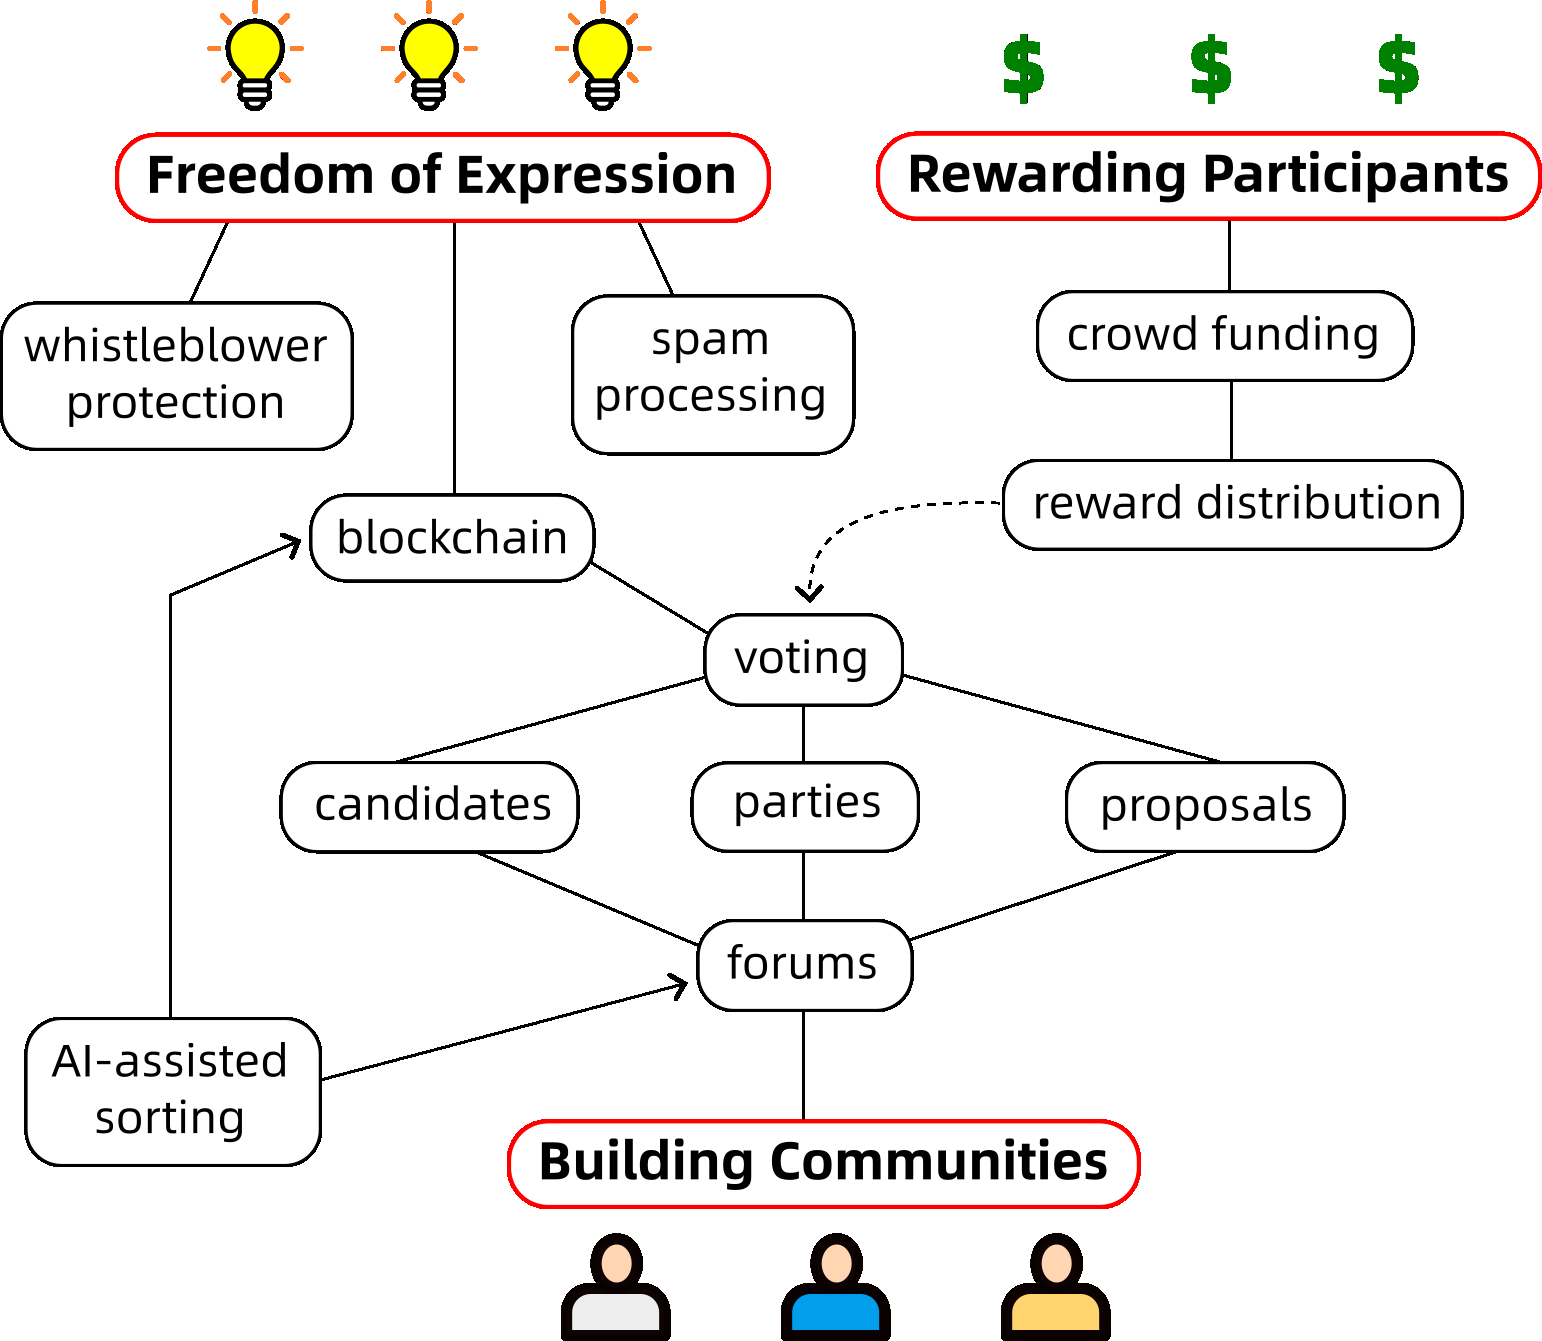 $ $ $
Freedom of Expression
Rewarding Participants
whistleblower
protection
spam
processing
crowd funding
reward distribution
blockchain
voting
candidates
parties
proposals
forums
AI-assisted
sorting
Building Communities